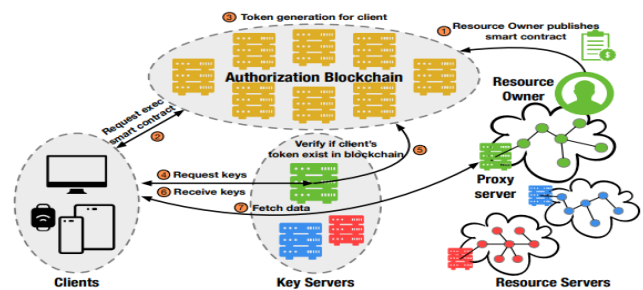 3 Token generation for client
1 Resource Owner publishes
smart contract
$
Authorization Blockchain
Resource
Owner
Request exec
smart contract
2
Verify if client's
token exist in blockchain
5
4 Request keys
6 Receive keys
7 Fetch data
Proxy
server
Clients
Key Servers
Resource Servers